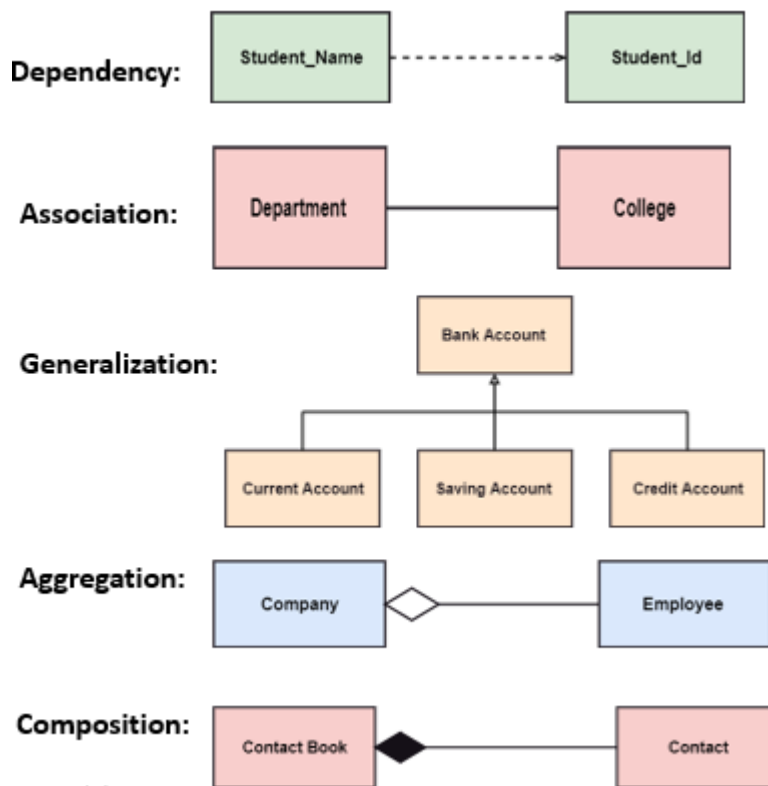 Dependency:
Student_Name
Student_Id
Association:
Department
College
Generalization:
Bank Account
Current Account
Saving Account
Credit Account
Aggregation:
Company
Employee
Composition:
Contact Book
Contact